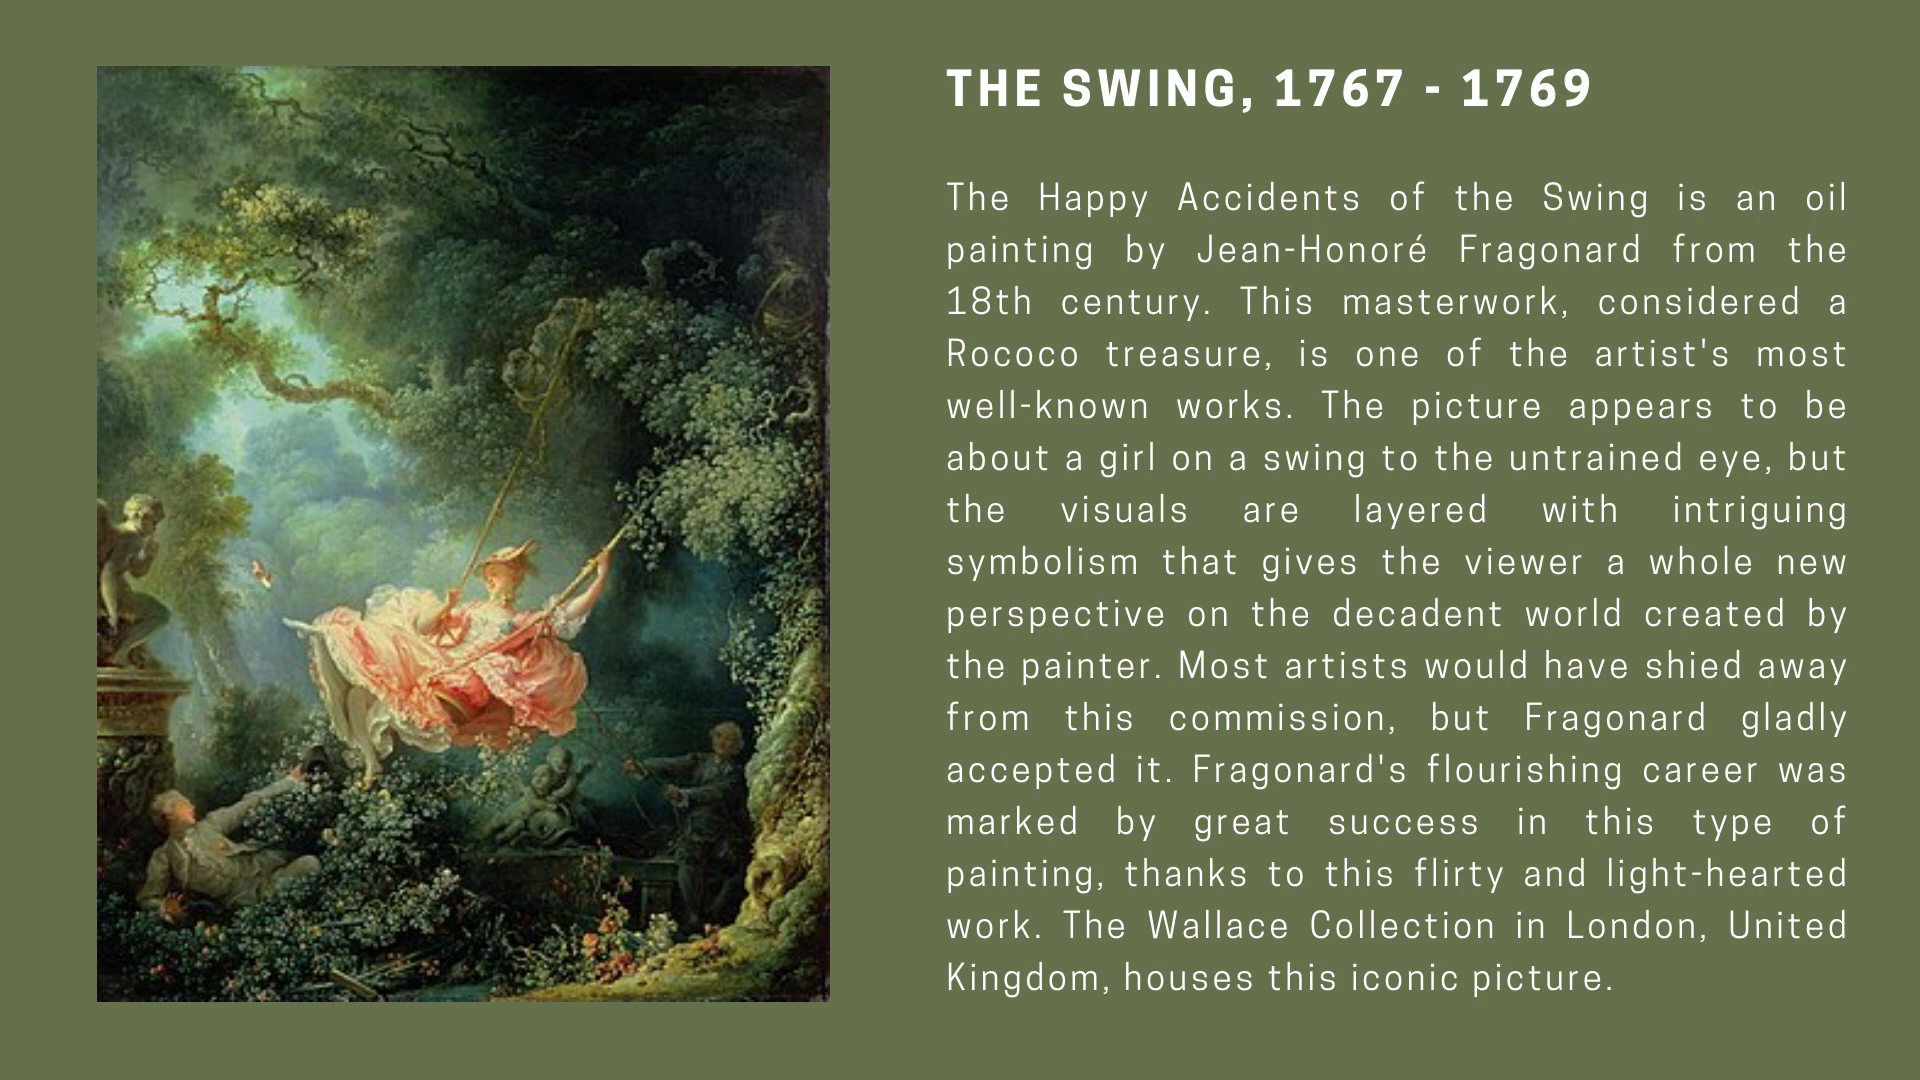 THE SWING, 1767 - 1769
The Happy Accidents of the Swing is an oil
painting by Jean-Honoré Fragonard from the
18th century. This masterwork, considered a
Rococo treasure, is one of the artist's most
well-known works. The picture appears to be
about a girl on a swing to the untrained eye, but
the visuals are layered with intriguing
symbolism that gives the viewer a whole new
perspective on the decadent world created by
the painter. Most artists would have shied away
from this commission, but Fragonard gladly
accepted it. Fragonard's flourishing career was
marked by great success in this type of
painting, thanks to this flirty and light-hearted
work. The Wallace Collection in London, United
Kingdom, houses this iconic picture.